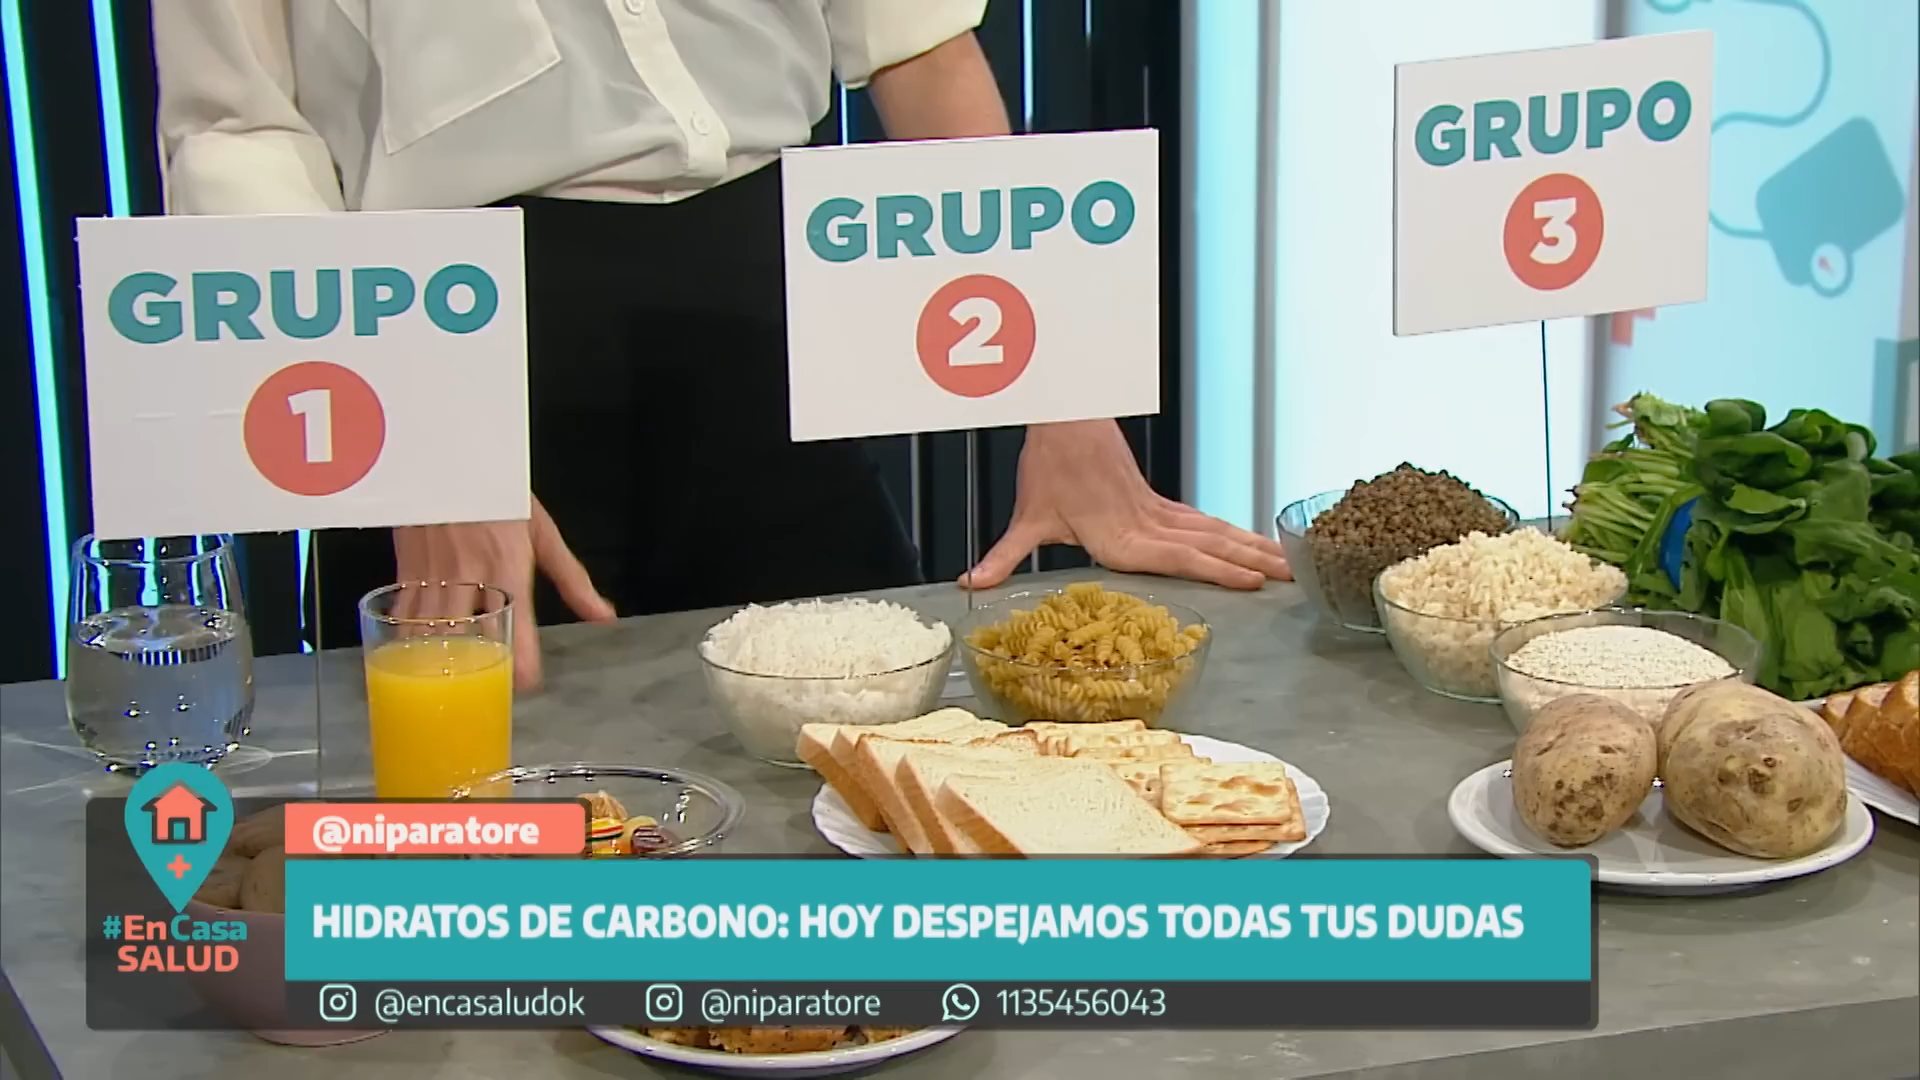 GRUPO
1
GRUPO
2
GRUPO
3
@niparatore
#EnCasa
SALUD
HIDRATOS DE CARBONO: HOY DESPEJAMOS TODAS TUS DUDAS
@encasaludok
@niparatore
1135456043